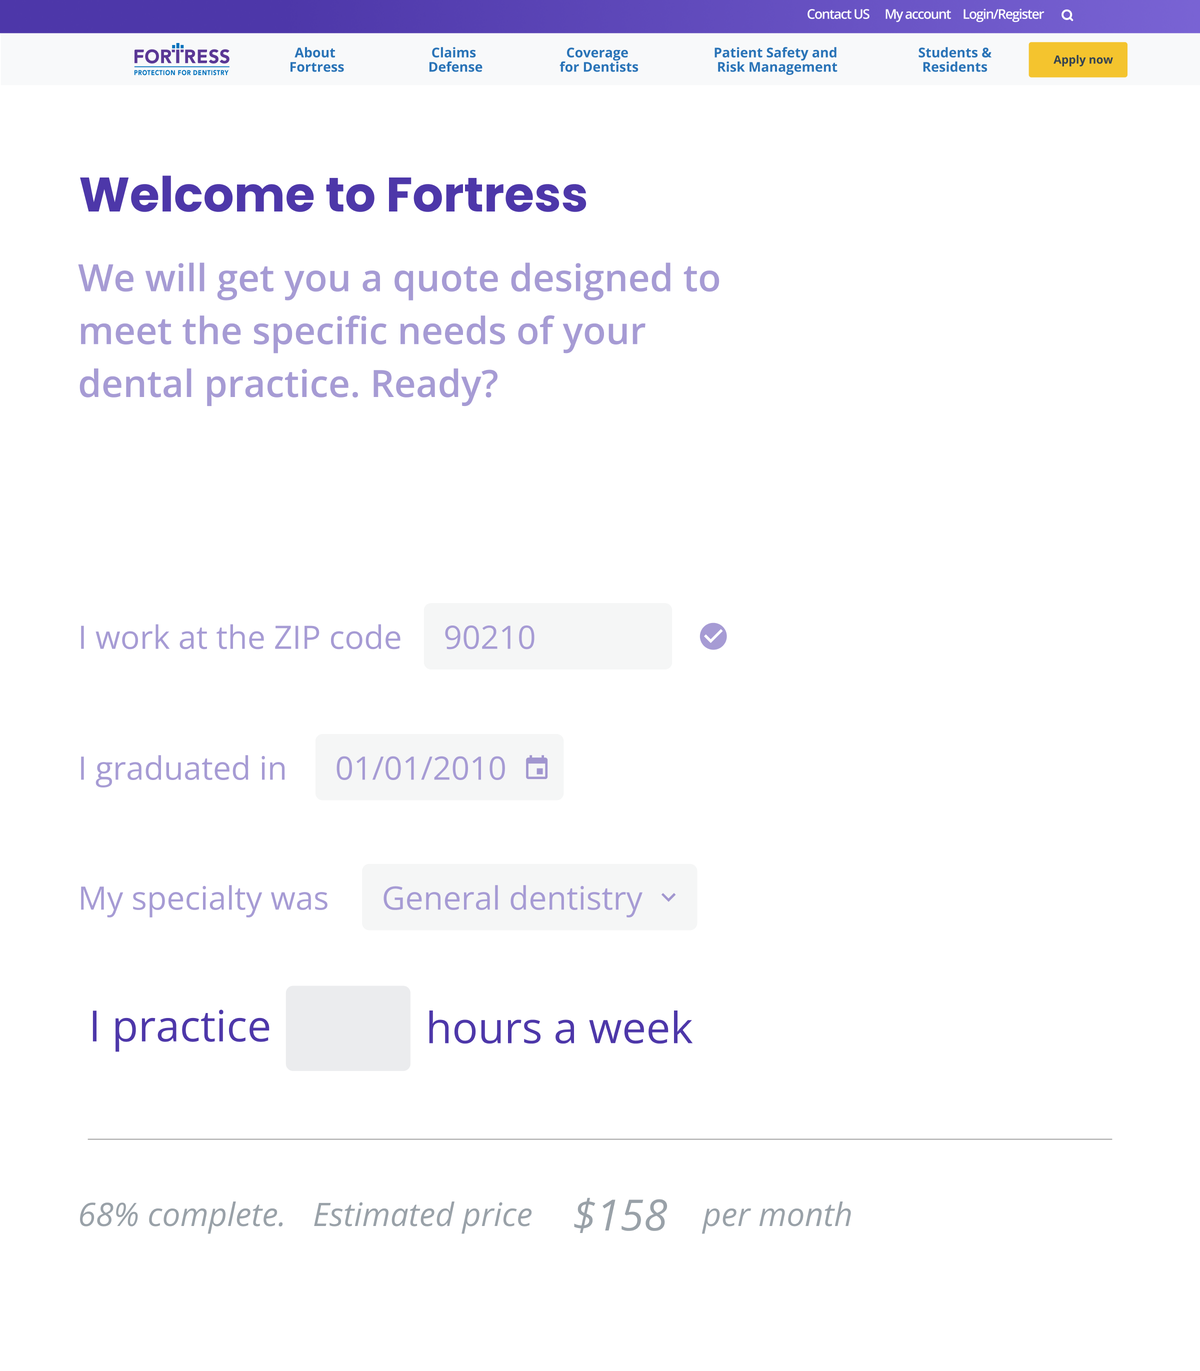 Contact US My account Login/Register
FORTRESS
PROTECTION FOR DENTISTRY
About
Fortress
Claims
Defense
Coverage
for Dentists
Patient Safety and
Risk Management
Students &
Residents
Apply now
Welcome to Fortress
We will get you a quote designed to
meet the specific needs of your
dental practice. Ready?
I work at the ZIP code 90210
I graduated in 01/01/2010
My specialty was General dentistry
I practice hours a week
68% complete. Estimated price $158 per month